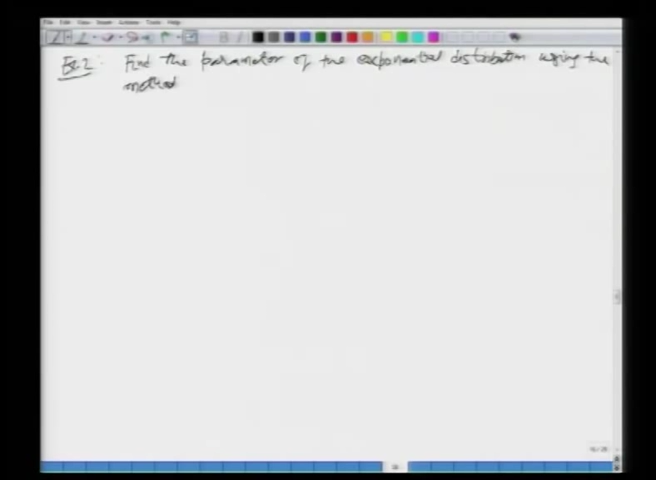 Ex.2: Find the parameter of the exponential distribution using the
method